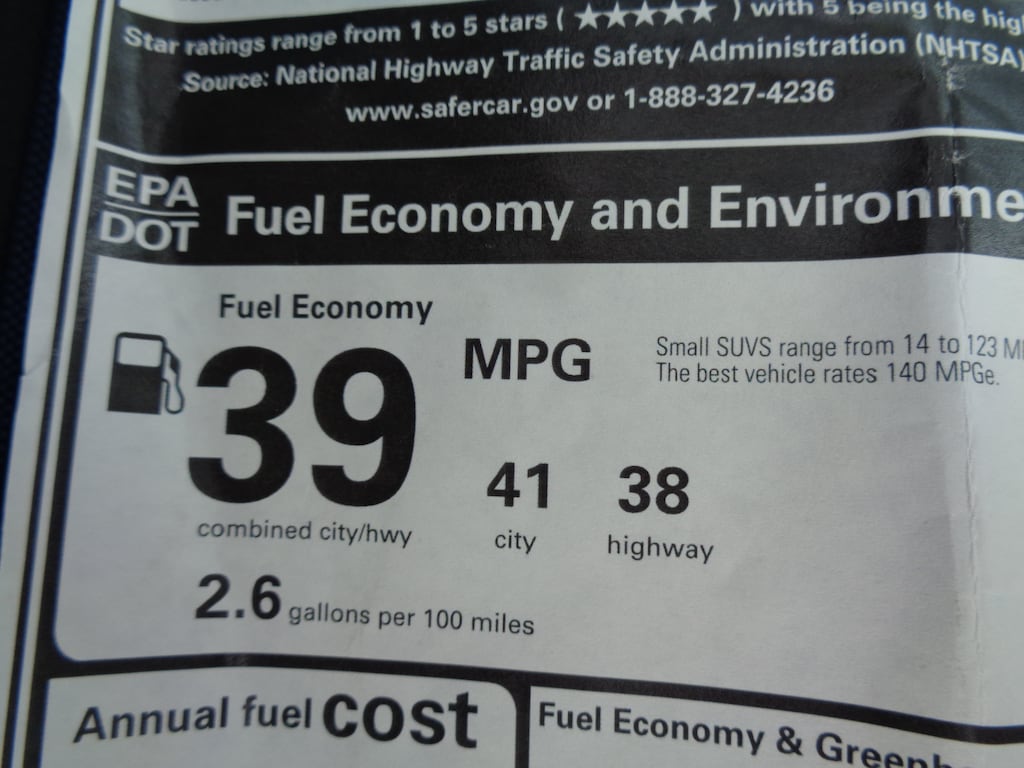 Star ratings range from 1 to 5 stars ( ★★★★★ ) with 5 being the
Source: National Highway Traffic Safety Administration (NHTSA)
www.safercar.gov or 1-888-327-4236
EPA
DOT
Fuel Economy and
Fuel Economy
39
MPG
Small SUVS range from 14 to 123
The best vehicle rates 140 MPGe.
combined city/hwy
41
city
38
highway
2.6 gallons per 100 miles
Annual fuel cost
Fuel Economy &